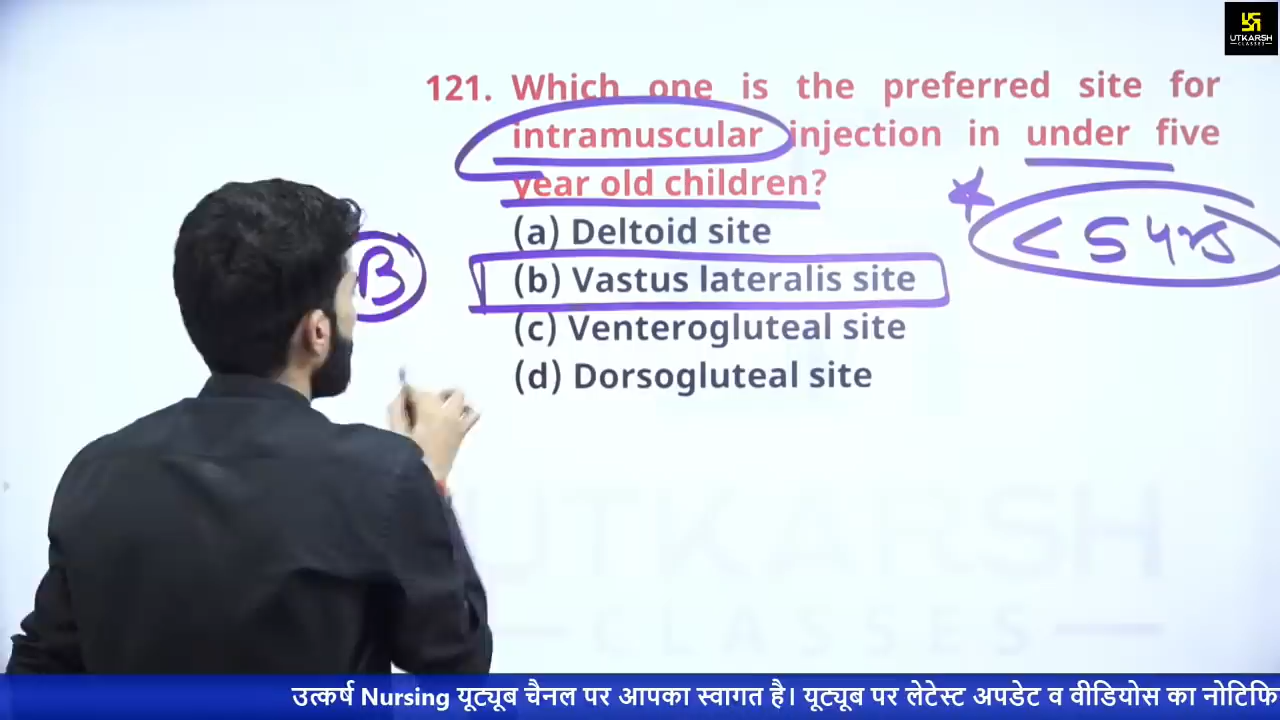 UTKARSH
CLASSES
121. Which one is the preferred site for
intramuscular injection in under five
year old children?
(a) Deltoid site
(b) Vastus lateralis site
(c) Venterogluteal site
(d) Dorsogluteal site
B
< 5 yrs
UTKARSH
CLASSES
उत्कर्ष Nursing यूट्यूब चैनल पर आपका स्वागत है। यूट्यूब पर लेटेस्ट अपडेट व वीडियोस का नोटिफि